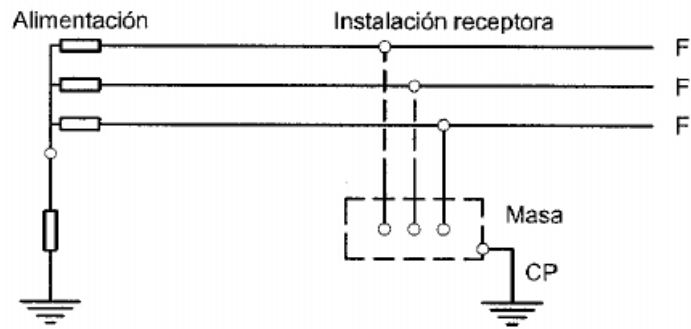 Alimentación
Instalación receptora
F
F
F
Masa
CP